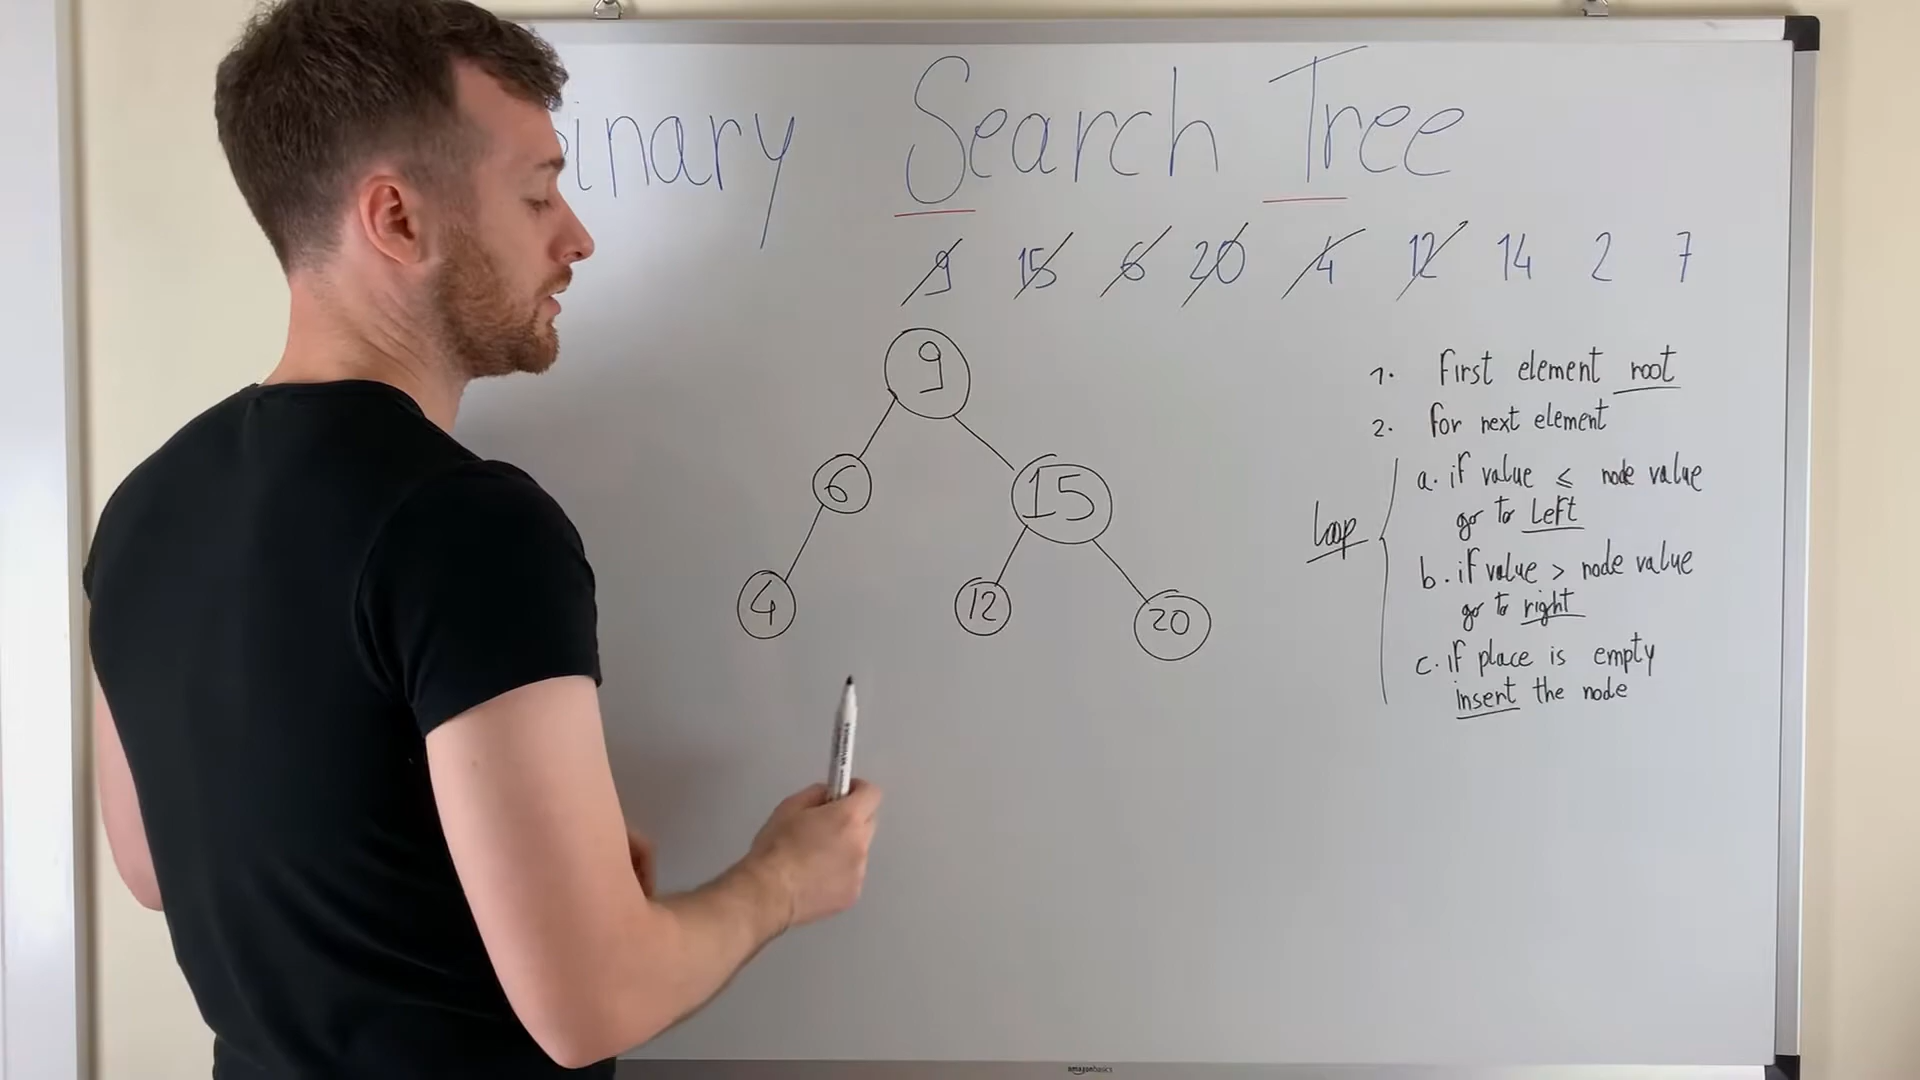 Binary Search Tree
9 15 6 20 4 12 14 2 7
9
6 15
4 12 20
1. First element root
2. For next element
Loop
a. if value ≤ node value
go to Left
b. if value > node value
go to right
c. if place is empty
insert the node
amazonbasics